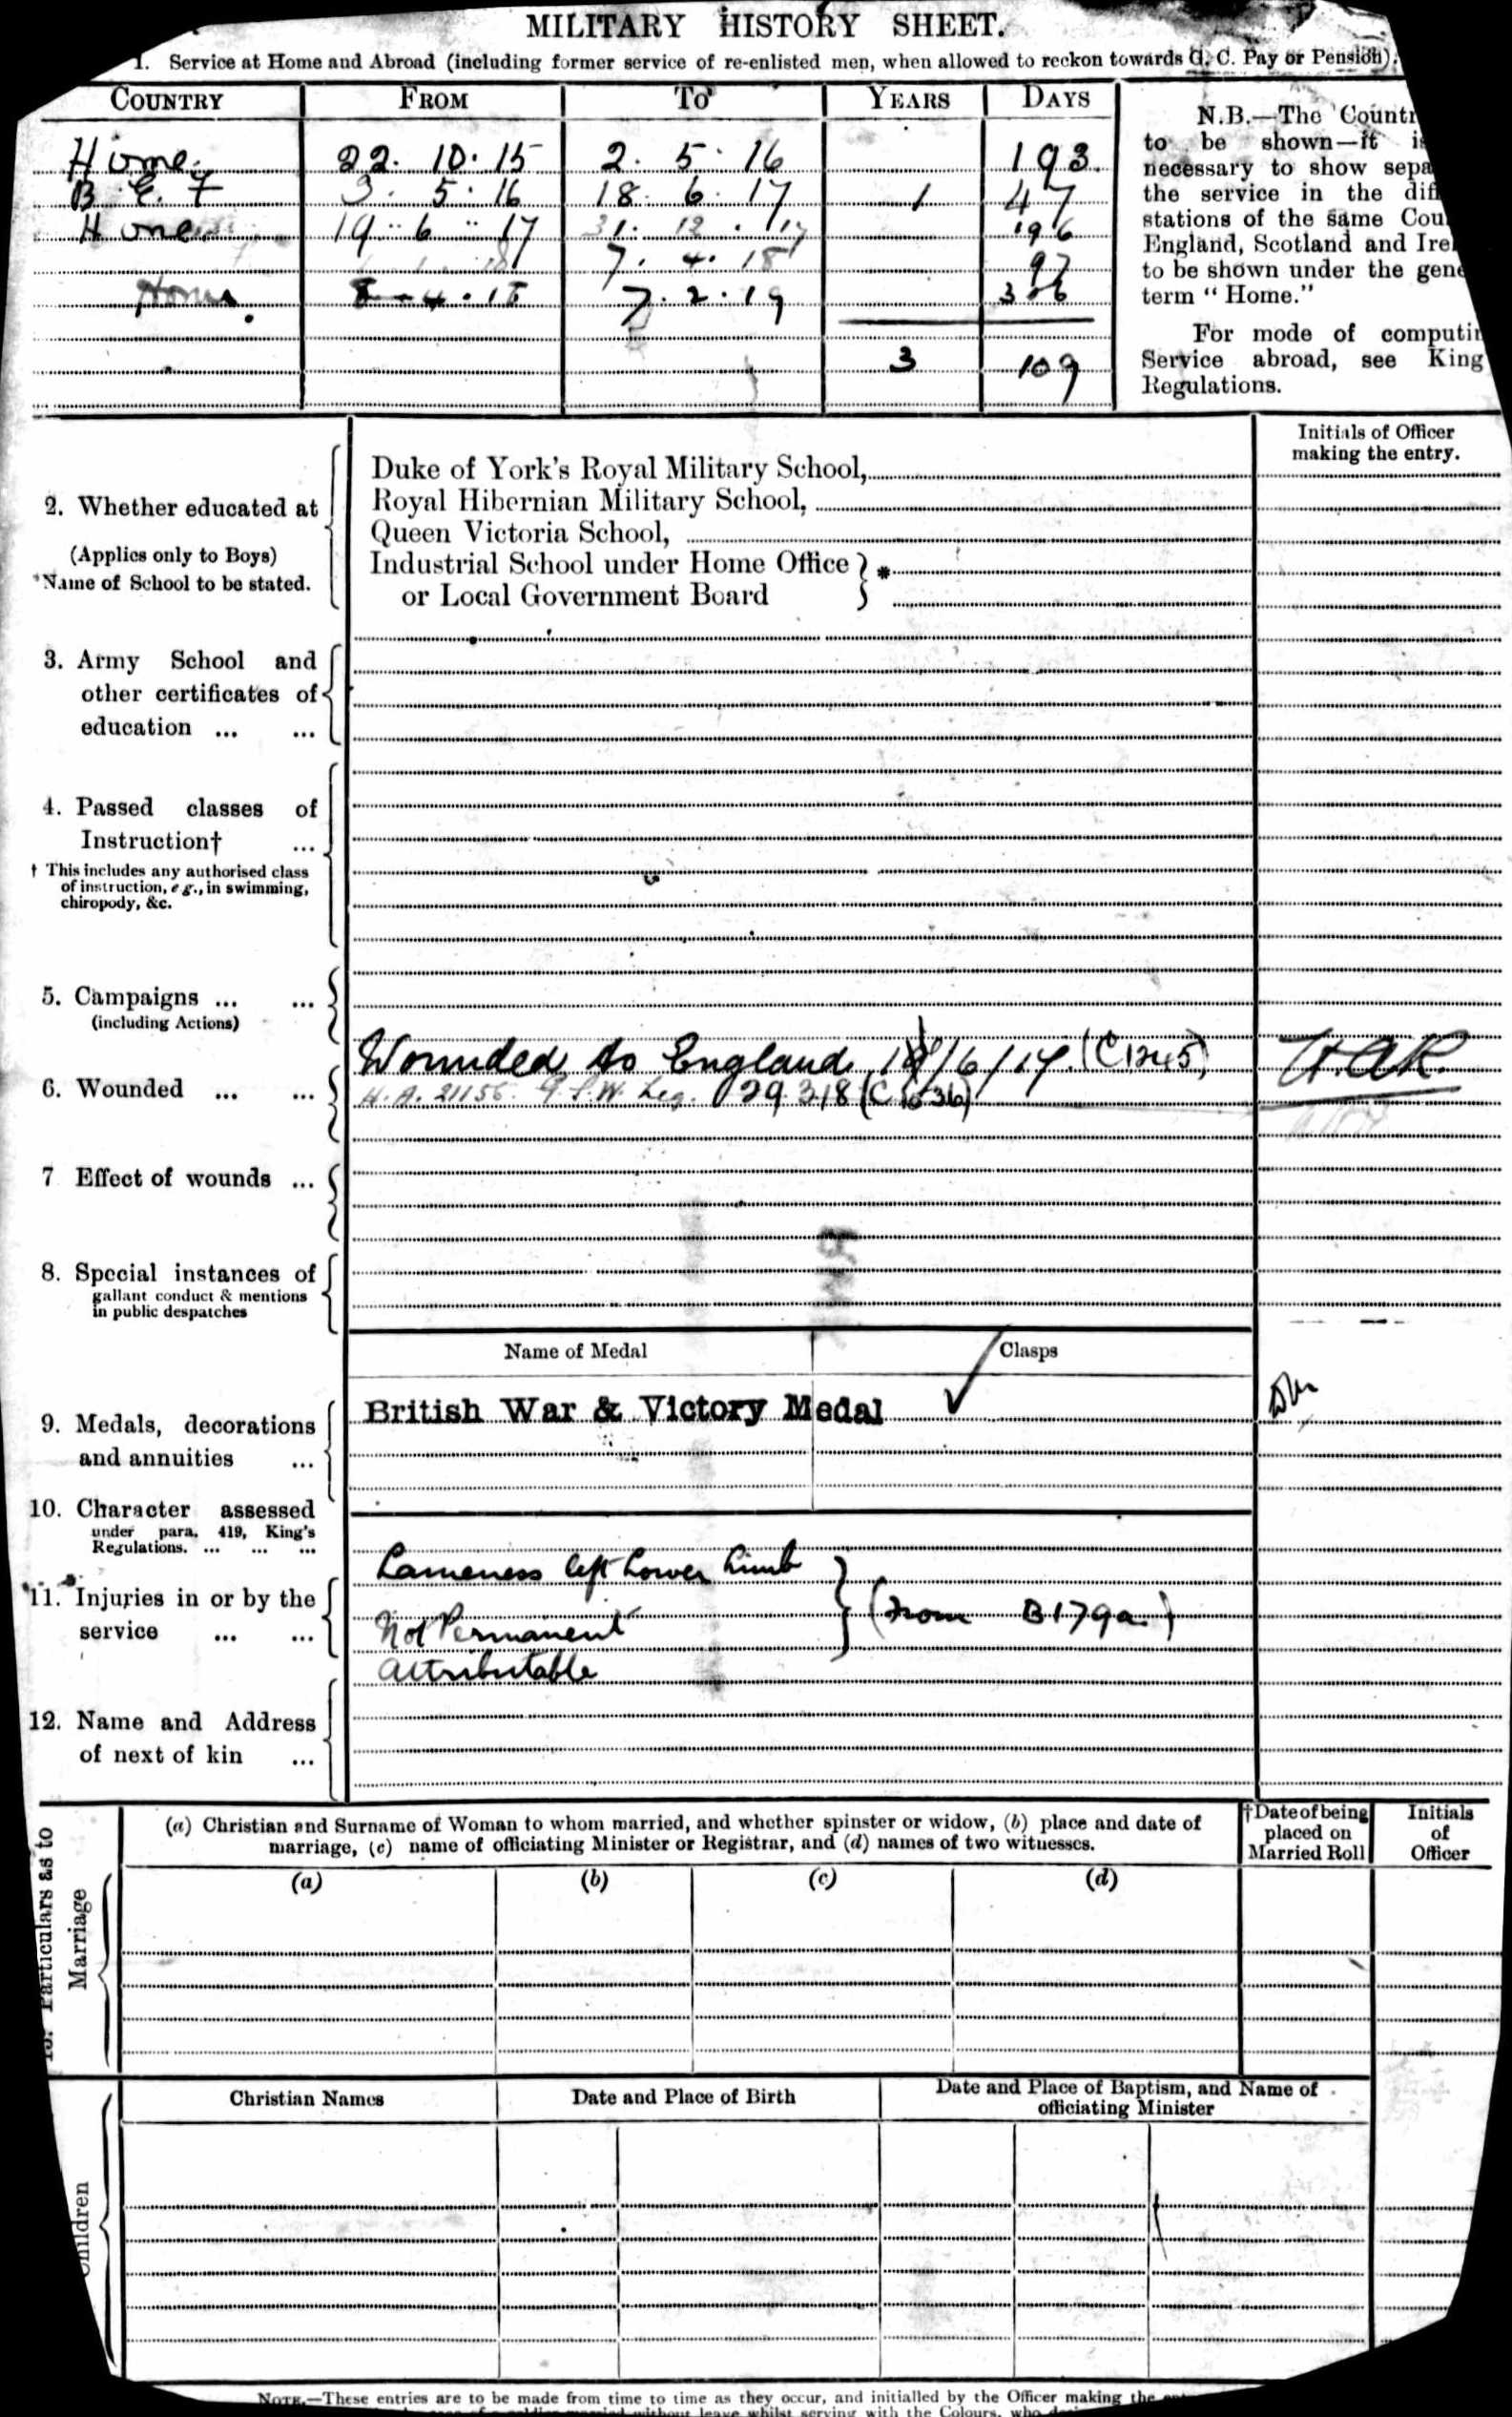 MILITARY HISTORY SHEET.
1. Service at Home and Abroad (including former service of re-enlisted men, when allowed to reckon towards G. C. Pay or Pension).
COUNTRY FROM TO YEARS DAYS
Home. 22. 10. 15 2. 5. 16 193.
B. E. F 3. 5. 16 18. 6. 17 1 47
Home. 19. 6. 17 31. 12. 17 196
18 7. 4. 18 97
Home 8-4.18 7.2.19 306
3 109
N.B.—The Countr
to be shown—it is
necessary to show sepa
the service in the diff
stations of the same Cou
England, Scotland and Ire
to be shown under the gene
term "Home."
For mode of computin
Service abroad, see King
Regulations.
Initials of Officer
making the entry.
2. Whether educated at
(Applies only to Boys)
*Name of School to be stated.
Duke of York's Royal Military School,
Royal Hibernian Military School,
Queen Victoria School,
Industrial School under Home Office } *
or Local Government Board
3. Army School and
other certificates of
education ... ...
4. Passed classes of
Instruction† ...
† This includes any authorised class
of instruction, e g., in swimming,
chiropody, &c.
5. Campaigns ... ...
(including Actions)
Wounded to England 18/6/17. (C1245) H.A.R.
6. Wounded ... ...
H. A. 21156. G.S.W. Leg. 29.3.18 (C 1636)
7 Effect of wounds ...
8. Special instances of
gallant conduct & mentions
in public despatches
Name of Medal Clasps
9. Medals, decorations
and annuities ...
British War & Victory Medal
10. Character assessed
under para. 419, King's
Regulations. ... ... ...
11. Injuries in or by the
service ... ...
Lameness left Lower Limb
Not Permanent } (from B179a)
Attributable
12. Name and Address
of next of kin ...
13. Particulars as to
Marriage
(a) Christian and Surname of Woman to whom married, and whether spinster or widow, (b) place and date of
marriage, (c) name of officiating Minister or Registrar, and (d) names of two witnesses.
†Date of being
placed on
Married Roll
Initials
of
Officer
(a) (b) (c) (d)
Children
Christian Names Date and Place of Birth Date and Place of Baptism, and Name of
officiating Minister
NOTE.—These entries are to be made from time to time as they occur, and initialled by the Officer making the
married without leave whilst serving with the Colours, who